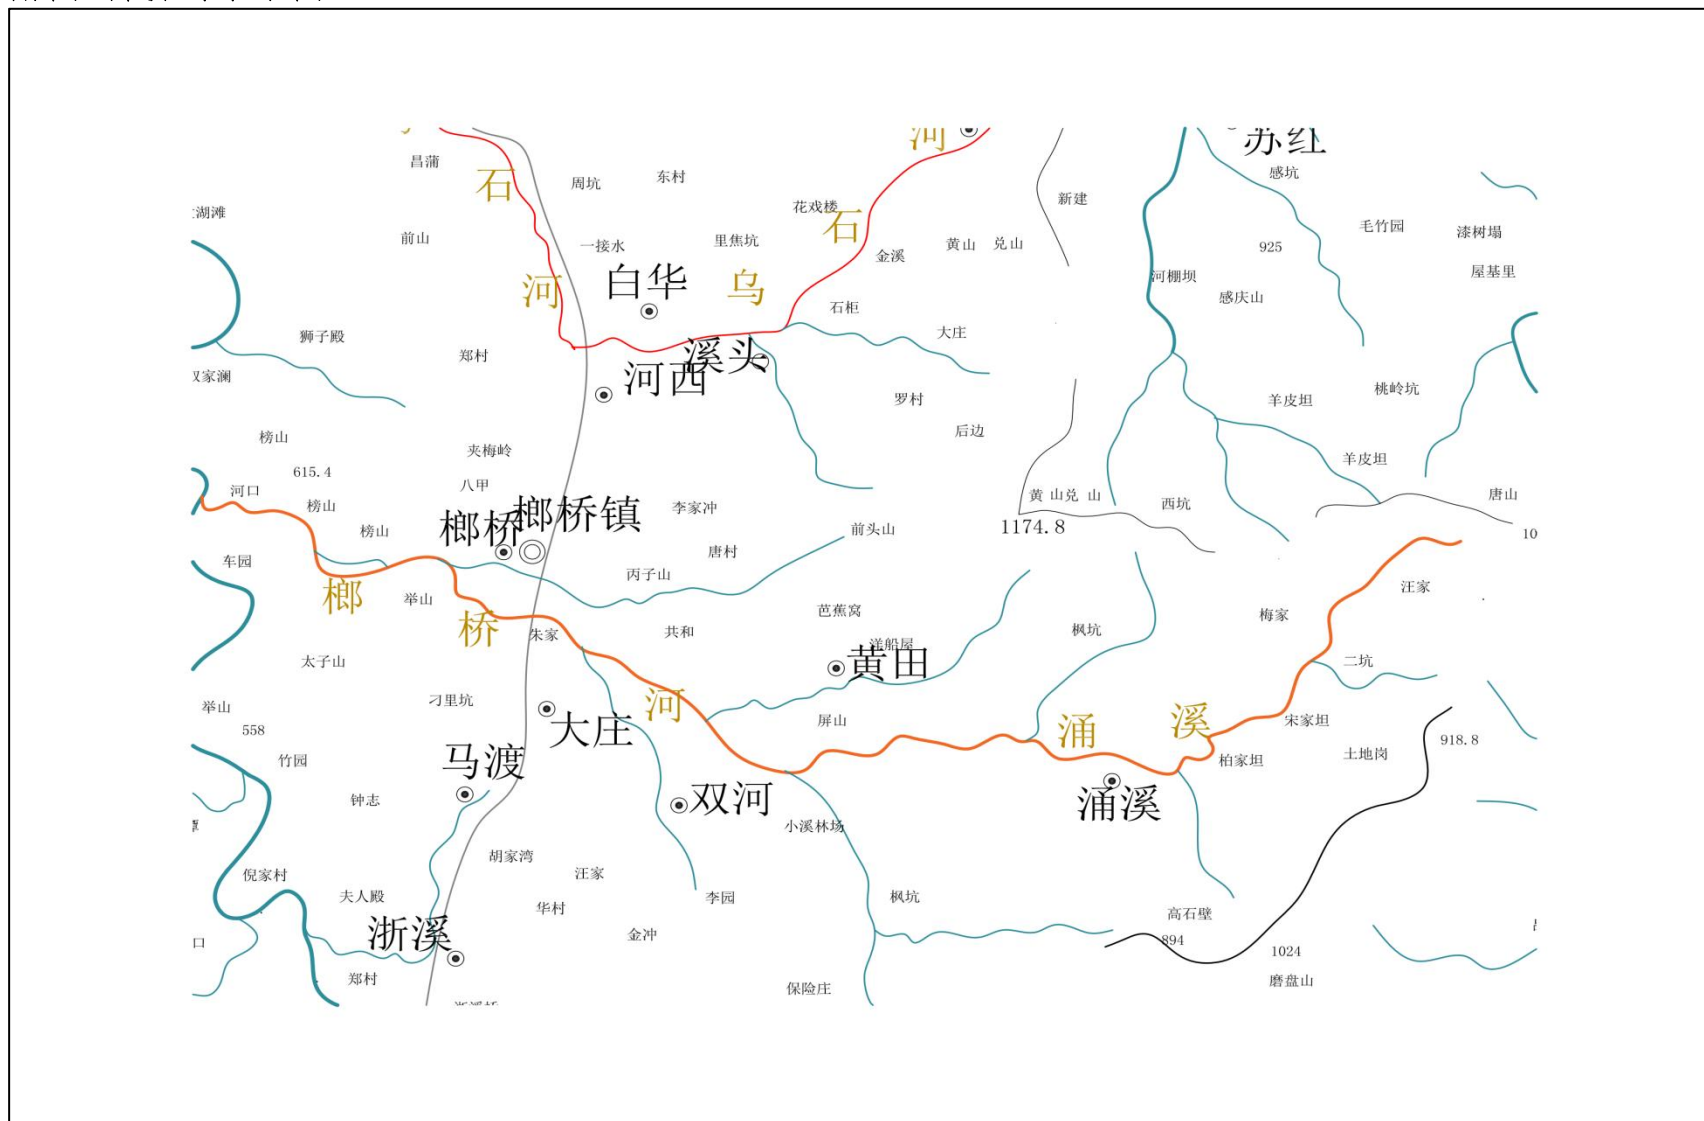 河
苏红
昌蒲
石
周坑
东村
感坑
新建
湖滩
花戏楼
石
毛竹园
漆树塌
前山
一接水
里焦坑
金溪
黄山
兑山
925
屋基里
白华
河
乌
河棚坝
感庆山
石柜
狮子殿
大庄
郑村
溪头
河西
家澜
罗村
羊皮坦
桃岭坑
后边
榜山
夹梅岭
羊皮坦
615.4
河口
八甲
榜山
榔桥
榔桥镇
李家冲
黄 山兑 山
1174.8
西坑
唐山
榜山
前头山
10
车园
唐村
丙子山
榔
举山
芭蕉窝
汪家
桥
朱家
共和
枫坑
梅家
洋船屋
黄田
太子山
二坑
刁里坑
河
举山
558
大庄
屏山
涌
溪
宋家坦
918.8
竹园
马渡
柏家坦
土地岗
钟志
双河
涌溪
小溪林场
胡家湾
汪家
倪家村
夫人殿
华村
李园
枫坑
高石壁
894
浙溪
金冲
口
1024
郑村
保险庄
磨盘山